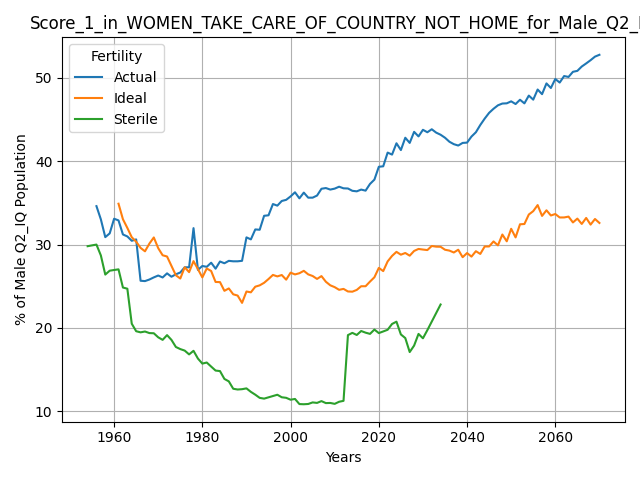 Score_1_in_WOMEN_TAKE_CARE_OF_COUNTRY_NOT_HOME_for_Male_Q2_
Fertility
Actual
Ideal
Sterile
% of Male Q2_IQ Population
50
40
30
20
10
1960 1980 2000 2020 2040 2060
Years